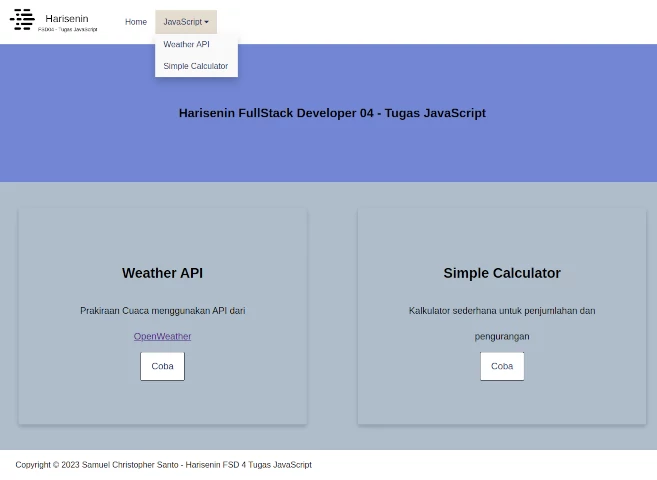 Harisenin
FSD04 - Tugas JavaScript
Home
JavaScript
Weather API
Simple Calculator
Harisenin FullStack Developer 04 - Tugas JavaScript
Weather API
Prakiraan Cuaca menggunakan API dari
OpenWeather
Coba
Simple Calculator
Kalkulator sederhana untuk penjumlahan dan
pengurangan
Coba
Copyright © 2023 Samuel Christopher Santo - Harisenin FSD 4 Tugas JavaScript